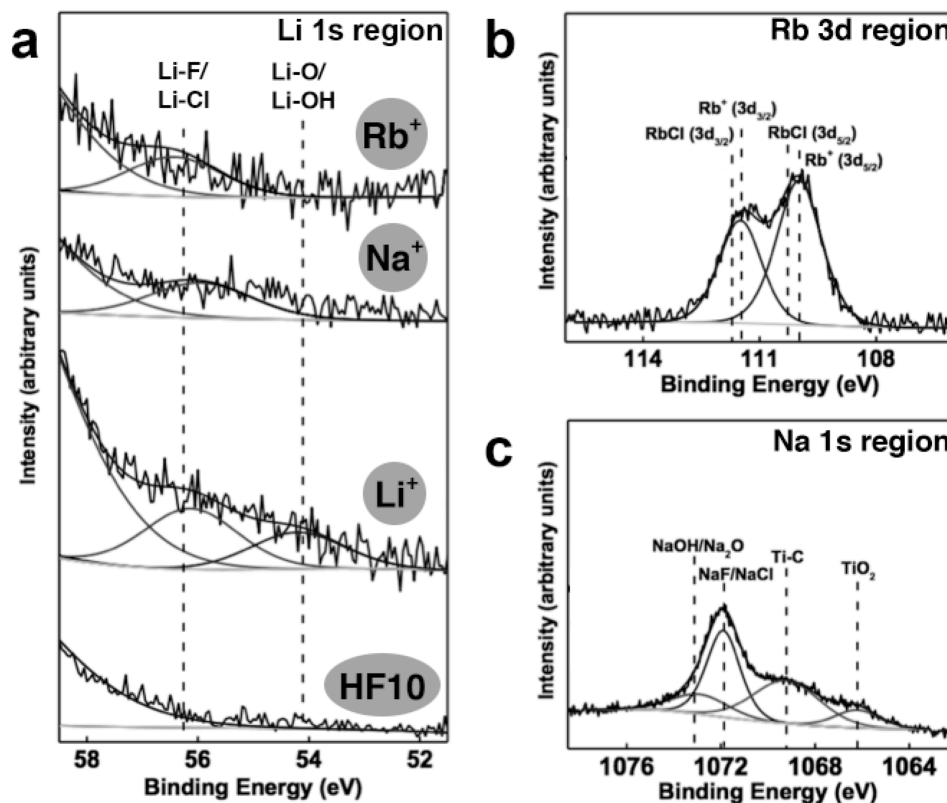 a
Li 1s region
Li-F/
Li-Cl
Li-O/
Li-OH
Rb⁺
Na⁺
Li⁺
HF10
Intensity (arbitrary units)
58 56 54 52
Binding Energy (eV)
b
Rb 3d region
Rb⁺ (3d₃/₂)
RbCl (3d₃/₂)
RbCl (3d₅/₂)
Rb⁺ (3d₅/₂)
Intensity (arbitrary units)
114 111 108
Binding Energy (eV)
c
Na 1s region
NaOH/Na₂O
NaF/NaCl
Ti-C
TiO₂
Intensity (arbitrary units)
1076 1072 1068 1064
Binding Energy (eV)